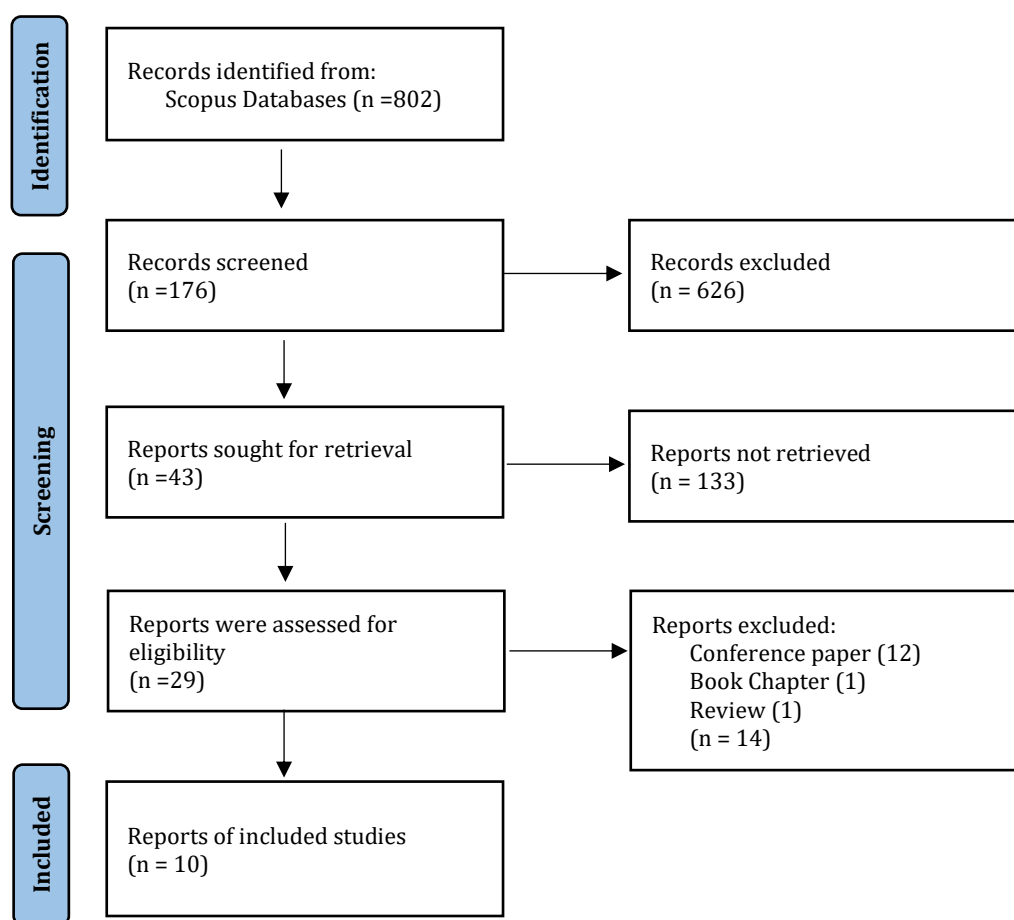 Identification
Records identified from:
Scopus Databases (n =802)
Screening
Records screened
(n =176)
Records excluded
(n = 626)
Reports sought for retrieval
(n =43)
Reports not retrieved
(n = 133)
Reports were assessed for
eligibility
(n =29)
Reports excluded:
Conference paper (12)
Book Chapter (1)
Review (1)
(n = 14)
Included
Reports of included studies
(n = 10)